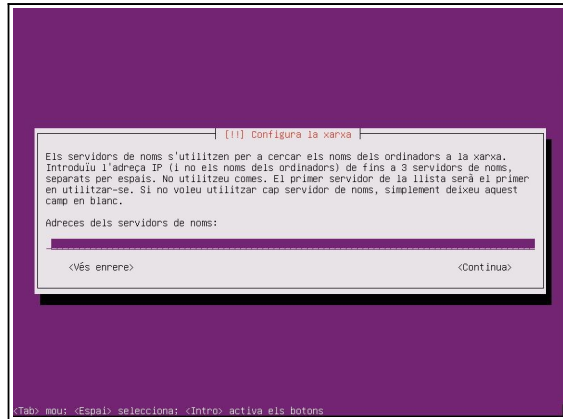 [!!] Configura la xarxa
Els servidors de noms s'utilitzen per a cercar els noms dels ordinadors a la xarxa.
Introduïu l'adreça IP (i no els noms dels ordinadors) de fins a 3 servidors de noms,
separats per espais. No utilitzeu comes. El primer servidor de la llista serà el primer
en utilitzar-se. Si no voleu utilitzar cap servidor de noms, simplement deixeu aquest
camp en blanc.
Adreces dels servidors de noms:
<Vés enrere> <Continua>
<Tab> mou; <Espai> selecciona; <Intro> activa els botons